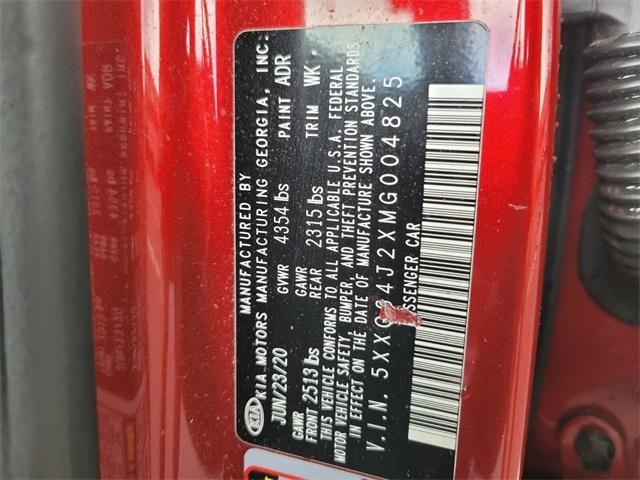 KIA
MANUFACTURED BY
KIA MOTORS MANUFACTURING GEORGIA, INC.
JUN/23/20 GVWR 4354 lbs PAINT ADR
GAWR GAWR
FRONT 2513 lbs REAR 2315 lbs TRIM WK
THIS VEHICLE CONFORMS TO ALL APPLICABLE U.S.A. FEDERAL
MOTOR VEHICLE SAFETY, BUMPER, AND THEFT PREVENTION STANDARDS
IN EFFECT ON THE DATE OF MANUFACTURE SHOWN ABOVE.
V.I.N. 4J2XMG004825
CAR